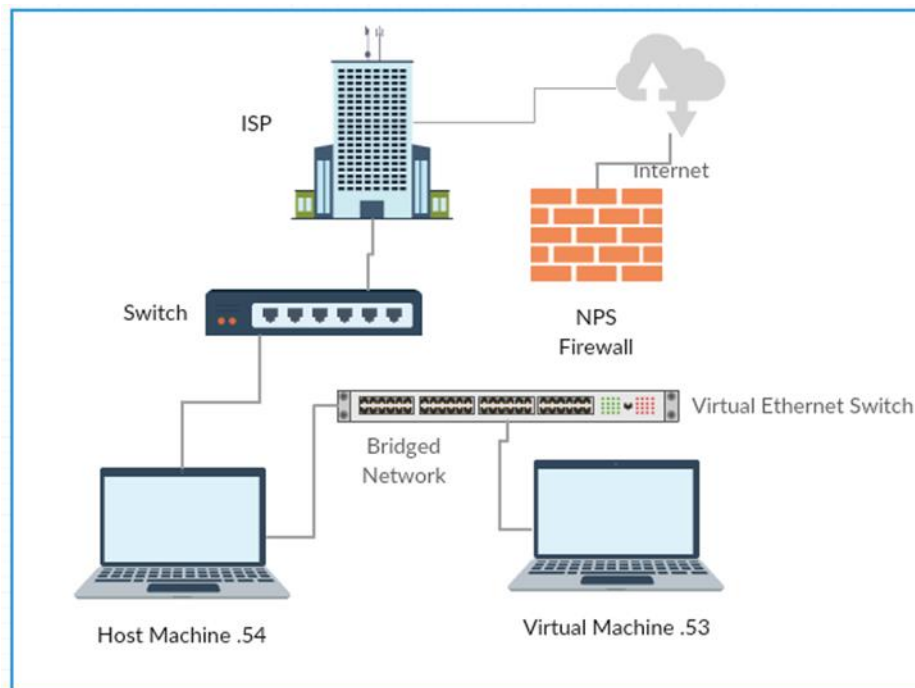 ISP
Internet
Switch
NPS
Firewall
Virtual Ethernet Switch
Bridged
Network
Host Machine .54
Virtual Machine .53